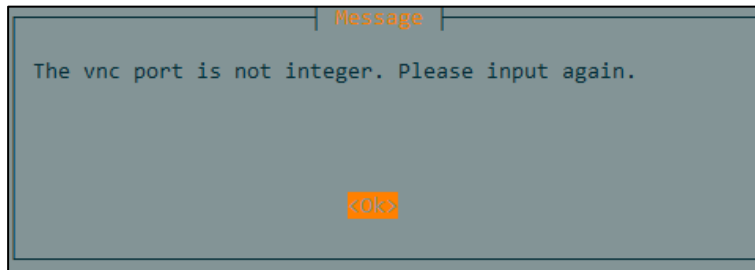 Message
The vnc port is not integer. Please input again.
<Ok>